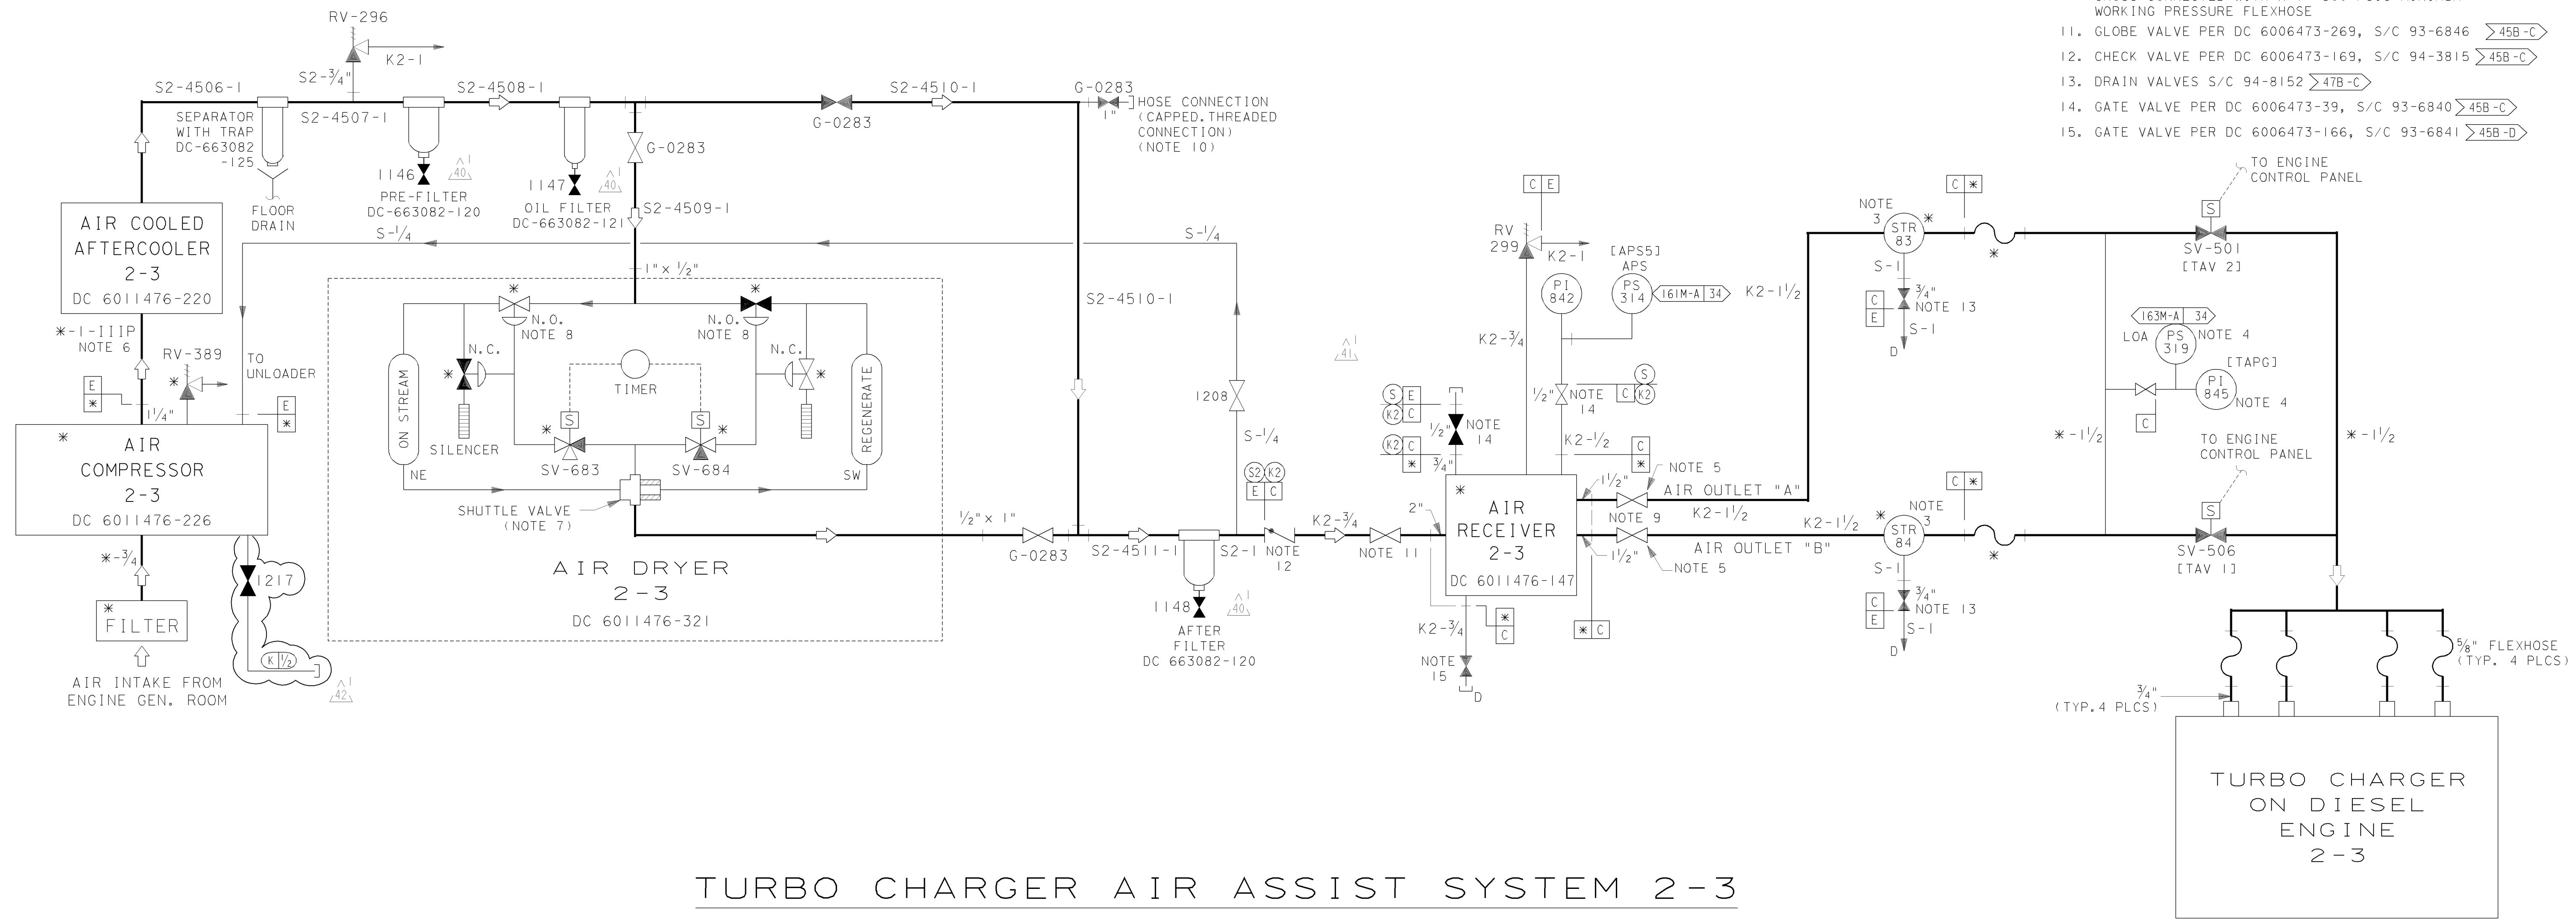 WORKING PRESSURE FLEXHOSE
11. GLOBE VALVE PER DC 6006473-269, S/C 93-6846 45B-C
12. CHECK VALVE PER DC 6006473-169, S/C 94-3815 45B-C
13. DRAIN VALVES S/C 94-8152 47B-C
14. GATE VALVE PER DC 6006473-39, S/C 93-6840 45B-C
15. GATE VALVE PER DC 6006473-166, S/C 93-6841 45B-D
RV-296
K2-1
S2-3/4"
S2-4506-1
S2-4507-1
S2-4508-1
S2-4510-1
G-0283
G-0283
1"
HOSE CONNECTION
(CAPPED.THREADED
CONNECTION)
(NOTE 10)
SEPARATOR
WITH TRAP
DC-663082
-125
FLOOR
DRAIN
1146
1
40
PRE-FILTER
DC-663082-120
1147
1
40
OIL FILTER
DC-663082-121
G-0283
S2-4509-1
AIR COOLED
AFTERCOOLER
2-3
DC 6011476-220
S-1/4
S-1/4
*-1-111P
NOTE 6
RV-389
*
TO
UNLOADER
E
*
1 1/4"
E
*
*
AIR
COMPRESSOR
2-3
DC 6011476-226
*-3/4
*
FILTER
AIR INTAKE FROM
ENGINE GEN. ROOM
1217
K 1/2
1
42
1"x 1/2"
*
N.O.
NOTE 8
*
N.O.
NOTE 8
N.C.
*
N.C.
*
TIMER
ON STREAM
REGENERATE
SILENCER
S
*
SV-683
S
*
SV-684
NE
SW
SHUTTLE VALVE
(NOTE 7)
AIR DRYER
2-3
DC 6011476-321
S2-4510-1
1/2"x 1"
G-0283
S2-4511-1
S2-1
1148
1
40
AFTER
FILTER
DC 663082-120
1208
S-1/4
S2 K2
E C
NOTE
12
K2-3/4
NOTE 11
2"
1
41
C E
RV
299
K2-1
K2-3/4
[APS5]
APS
PI
842
PS
314
161M-A 34
S E
K2 C
1/2"
NOTE
14
K2 C
*
3/4"
1/2"
NOTE
14
S
C K2
K2-1/2
C
*
*
AIR
RECEIVER
2-3
DC 6011476-147
1 1/2"
NOTE 5
AIR OUTLET "A"
K2-1 1/2
NOTE 9
1 1/2"
NOTE 5
K2-1 1/2
AIR OUTLET "B"
K2-3/4
*
C
* C
NOTE
15
D
K2-1 1/2
NOTE
3
*
STR
83
S-1
C
E
3/4"
NOTE 13
S-1
D
C *
*
TO ENGINE
CONTROL PANEL
S
SV-501
[TAV 2]
163M-A 34
LOA
PS
319
NOTE 4
[TAPG]
PI
845
NOTE 4
C
*-1 1/2
*-1 1/2
TO ENGINE
CONTROL PANEL
S
SV-506
[TAV 1]
NOTE
3
*
STR
84
S-1
C
E
3/4"
NOTE 13
S-1
D
C *
*
5/8" FLEXHOSE
(TYP. 4 PLCS)
3/4"
(TYP.4 PLCS)
TURBO CHARGER
ON DIESEL
ENGINE
2-3
TURBO CHARGER AIR ASSIST SYSTEM 2-3